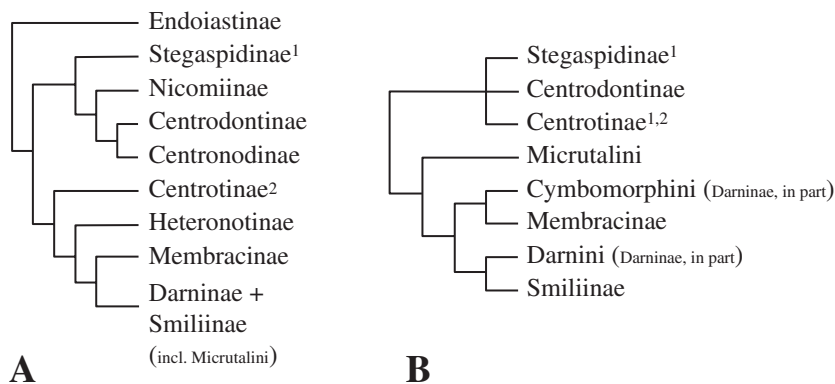 Endoiastinae
Stegaspidinae¹
Nicomiinae
Centrodontinae
Centronodinae
Centrotinae²
Heteronotinae
Membracinae
Darninae +
Smiliinae
(incl. Micrutalini)
A
Stegaspidinae¹
Centrodontinae
Centrotinae¹,²
Micrutalini
Cymbomorphini (Darninae, in part)
Membracinae
Darnini (Darninae, in part)
Smiliinae
B